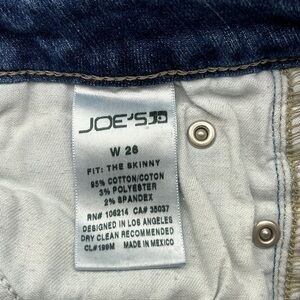 JOE'S
W 26
FIT: THE SKINNY
95% COTTON/COTON
3% POLYESTER
2% SPANDEX
RN# 106214 CA# 35037
DESIGNED IN LOS ANGELES
DRY CLEAN RECOMMENDED
CL#199M MADE IN MEXICO